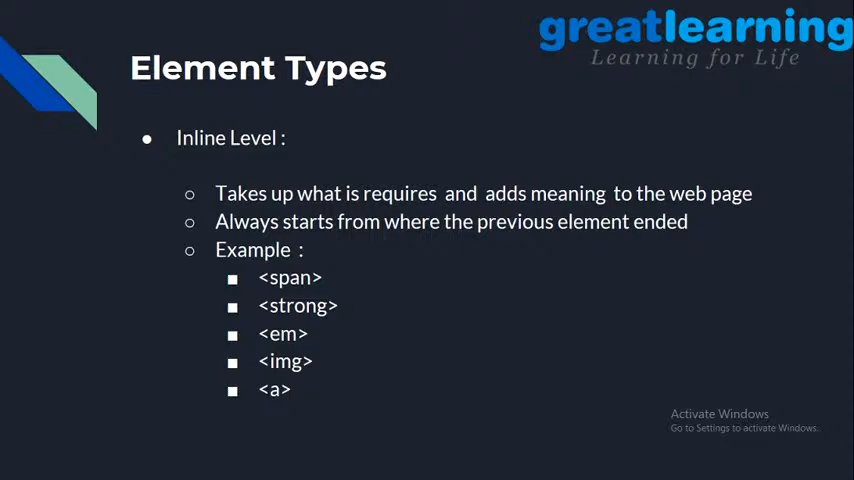 greatlearning
Learning for Life
Element Types
● Inline Level :
○ Takes up what is requires and adds meaning to the web page
○ Always starts from where the previous element ended
○ Example :
■ <span>
■ <strong>
■ <em>
■ <img>
■ <a>
Activate Windows
Go to Settings to activate Windows.